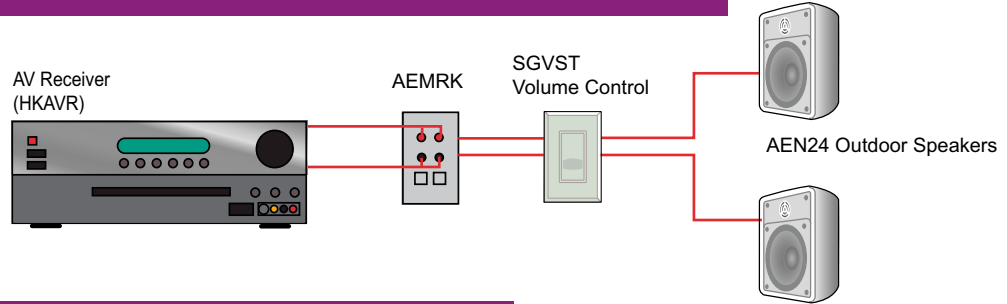 AV Receiver
(HKAVR)
AEMRK
SGVST
Volume Control
AEN24 Outdoor Speakers